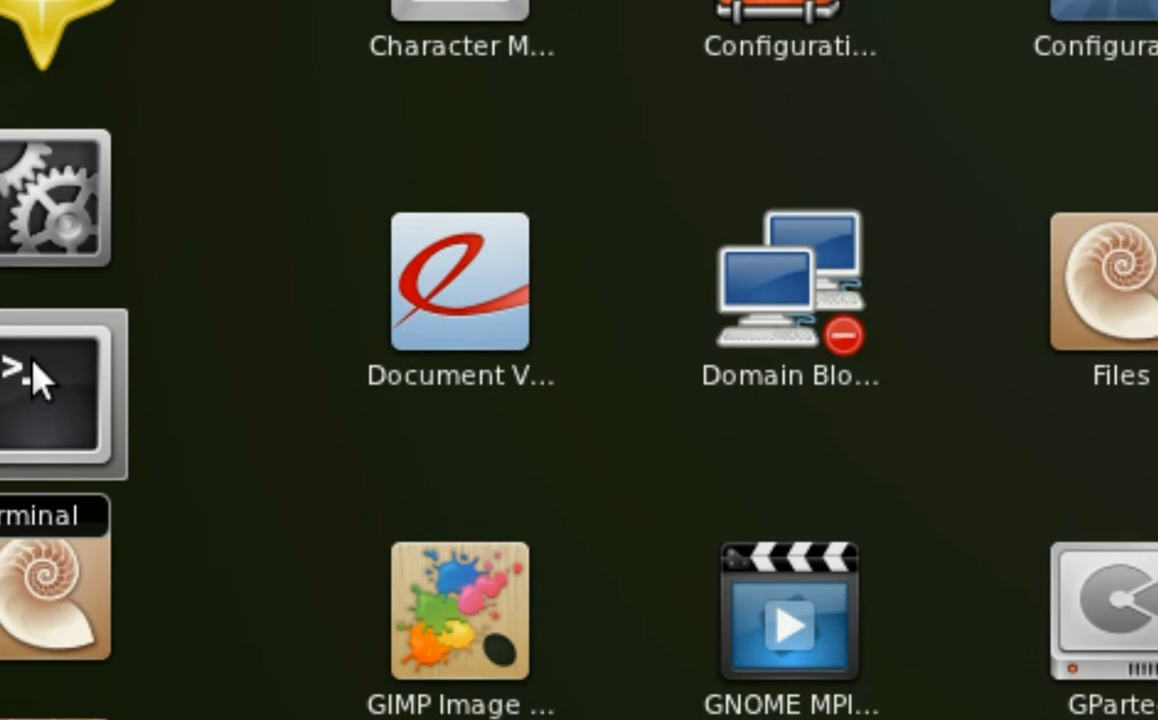 Character M...
Configurati...
Configura
>_
Document V...
Domain Blo...
Files
rminal
GIMP Image ...
GNOME MPl...
GParte